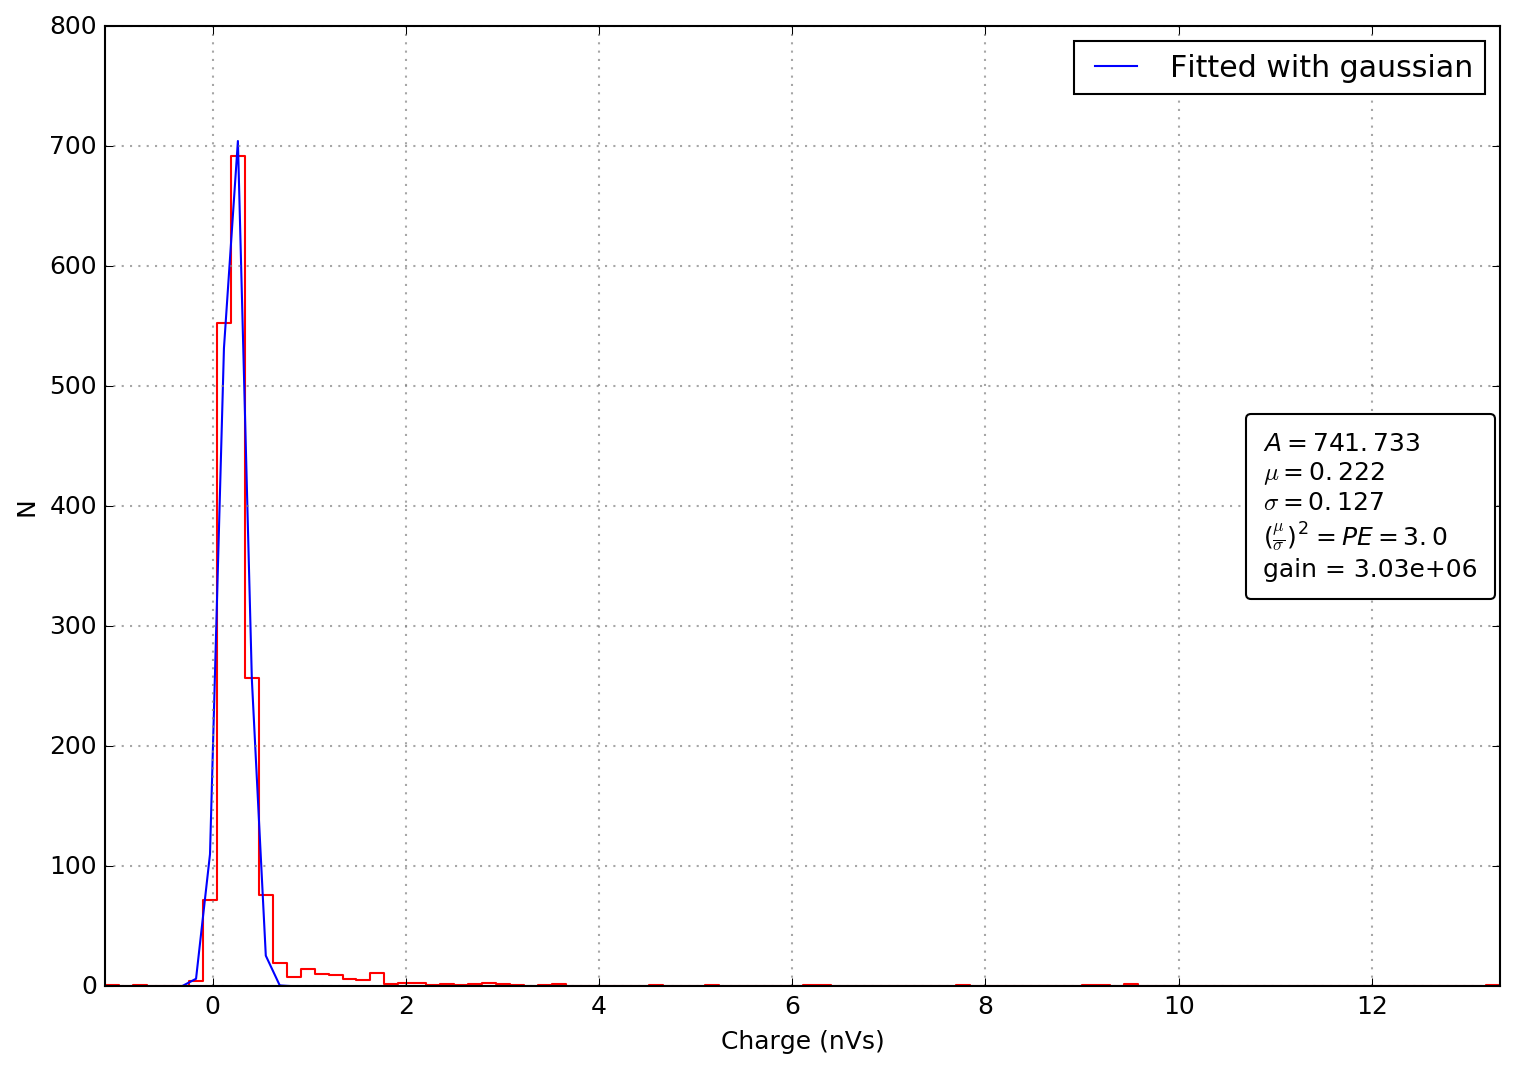 800
700
600
500
400
300
200
100
0
N
0 2 4 6 8 10 12
Charge (nVs)
Fitted with gaussian
A = 741.733
μ = 0.222
σ = 0.127
(μ/σ)² = PE = 3.0
gain = 3.03e+06